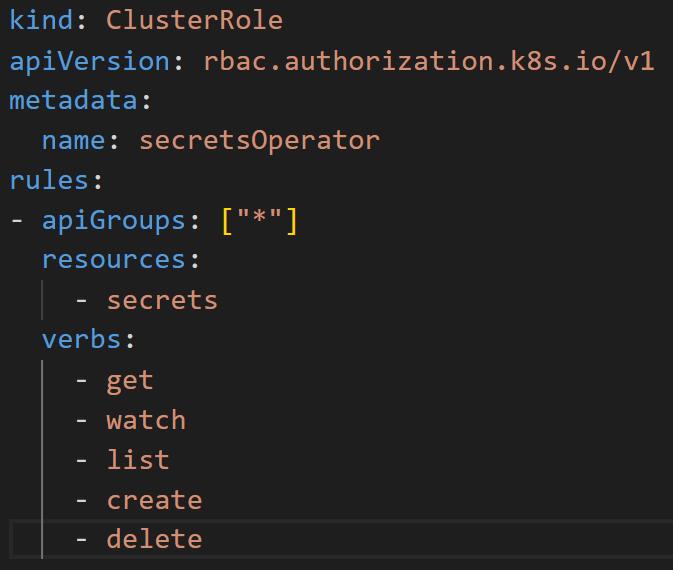 kind: ClusterRole
apiVersion: rbac.authorization.k8s.io/v1
metadata:
  name: secretsOperator
rules:
- apiGroups: ["*"]
  resources:
    - secrets
  verbs:
    - get
    - watch
    - list
    - create
    - delete